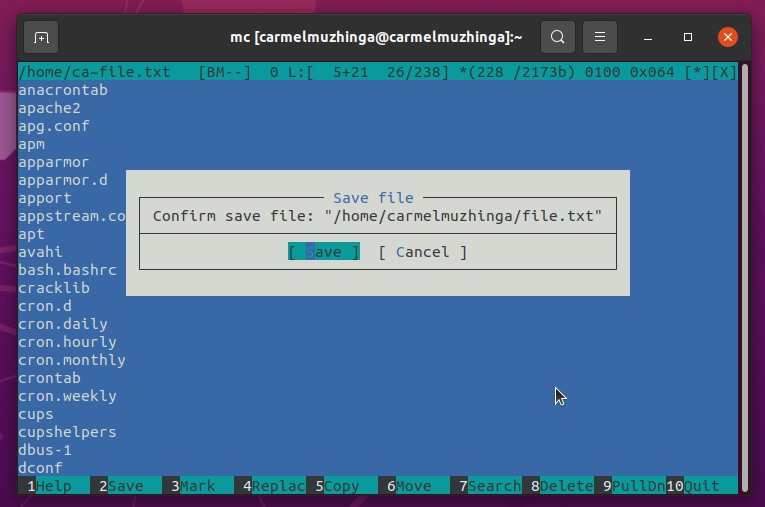 mc [carmelmuzhinga@carmelmuzhinga]:~
/home/ca~file.txt   [BM--]  0 L:[  5+21  26/238] *(228 /2173b) 0100 0x064 [*][X]
anacrontab
apache2
apg.conf
apm
apparmor
apparmor.d
apport
appstream.co
apt
avahi
bash.bashrc
cracklib
cron.d
cron.daily
cron.hourly
cron.monthly
crontab
cron.weekly
cups
cupshelpers
dbus-1
dconf
Save file
Confirm save file: "/home/carmelmuzhinga/file.txt"
[ Save ]  [ Cancel ]
1Help  2Save  3Mark  4Replac 5Copy  6Move  7Search 8Delete 9PullDn 10Quit